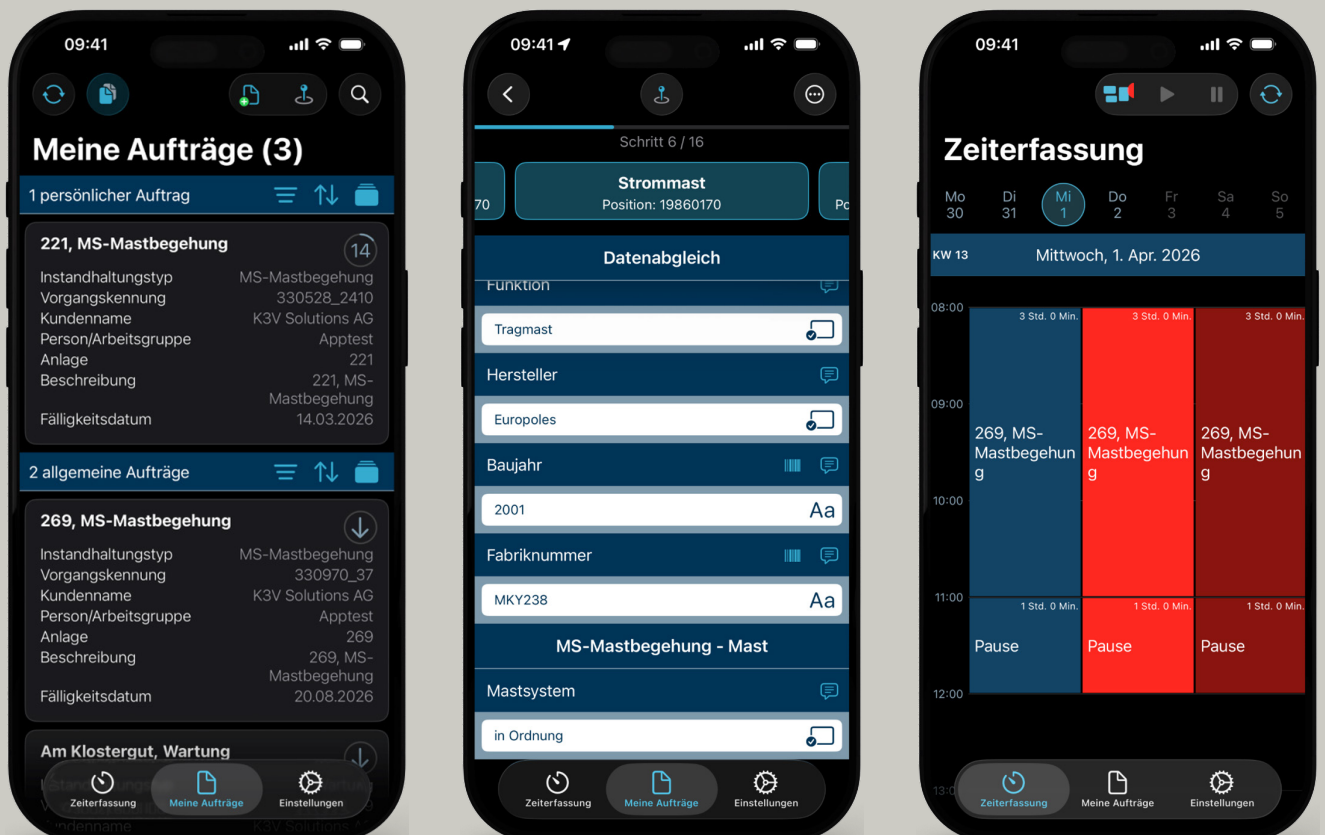 09:41
Meine Aufträge (3)
1 persönlicher Auftrag
221, MS-Mastbegehung
14
Instandhaltungstyp MS-Mastbegehung
Vorgangskennung 330528_2410
Kundenname K3V Solutions AG
Person/Arbeitsgruppe Apptest
Anlage 221
Beschreibung 221, MS-
Mastbegehung
Fälligkeitsdatum 14.03.2026
2 allgemeine Aufträge
269, MS-Mastbegehung
Instandhaltungstyp MS-Mastbegehung
Vorgangskennung 330970_37
Kundenname K3V Solutions AG
Person/Arbeitsgruppe Apptest
Anlage 269
Beschreibung 269, MS-
Mastbegehung
Fälligkeitsdatum 20.08.2026
Am Klostergut, Wartung
Zeiterfassung Meine Aufträge Einstellungen
09:41
Schritt 6 / 16
70
Strommast
Position: 19860170
Po
Datenabgleich
Funktion
Tragmast
Hersteller
Europoles
Baujahr
2001 Aa
Fabriknummer
MKY238 Aa
MS-Mastbegehung - Mast
Mastsystem
in Ordnung
Zeiterfassung Meine Aufträge Einstellungen
09:41
Zeiterfassung
Mo Di Mi Do Fr Sa So
30 31 1 2 3 4 5
KW 13 Mittwoch, 1. Apr. 2026
08:00
3 Std. 0 Min. 3 Std. 0 Min. 3 Std. 0 Min.
09:00
269, MS- 269, MS- 269, MS-
Mastbegehun Mastbegehun Mastbegehun
g g g
10:00
11:00
1 Std. 0 Min. 1 Std. 0 Min. 1 Std. 0 Min.
Pause Pause Pause
12:00
Zeiterfassung Meine Aufträge Einstellungen